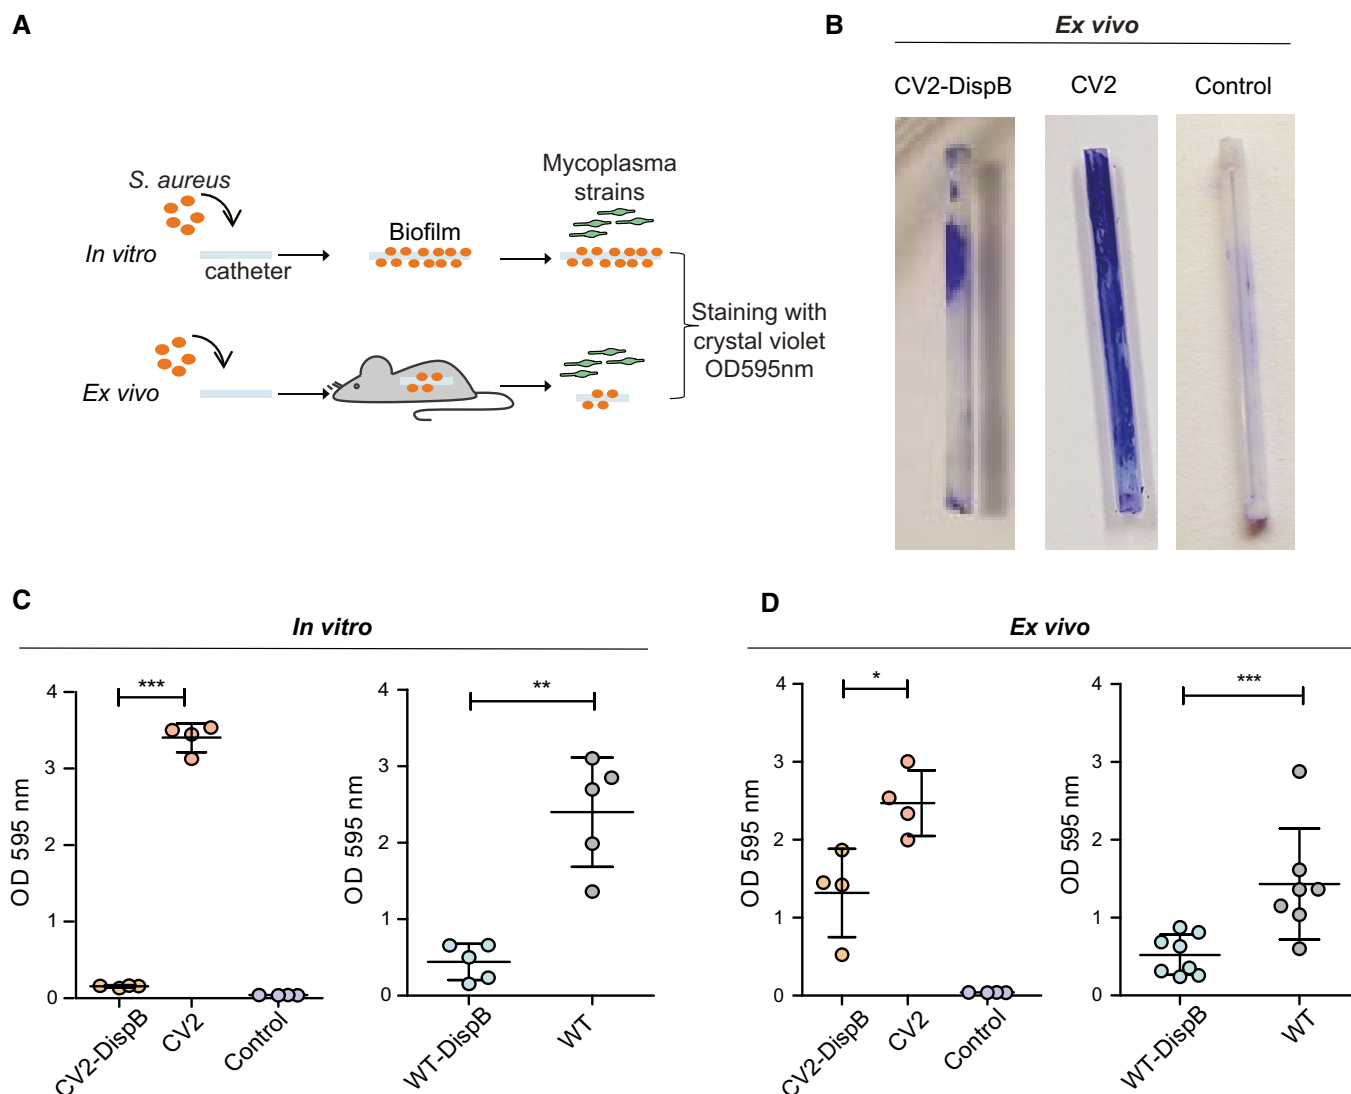 A
S. aureus
In vitro
catheter
Biofilm
Mycoplasma
strains
Ex vivo
Staining with
crystal violet
OD595nm
B
Ex vivo
CV2-DispB
CV2
Control
C
In vitro
OD 595 nm
4
3
2
1
0
***
CV2-DispB
CV2
Control
OD 595 nm
4
3
2
1
0
**
WT-DispB
WT
D
Ex vivo
OD 595 nm
4
3
2
1
0
*
CV2-DispB
CV2
Control
OD 595 nm
4
3
2
1
0
***
WT-DispB
WT